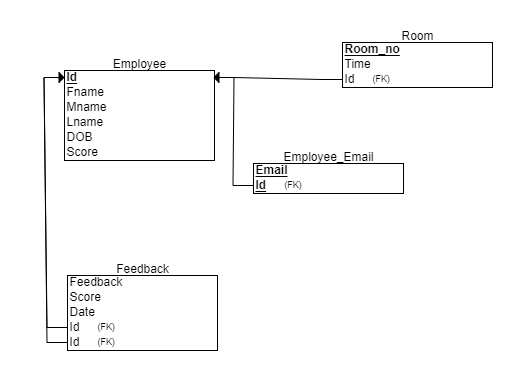 Room
Room_no
Time
Id (FK)
Employee
Id
Fname
Mname
Lname
DOB
Score
Employee_Email
Email
Id (FK)
Feedback
Feedback
Score
Date
Id (FK)
Id (FK)